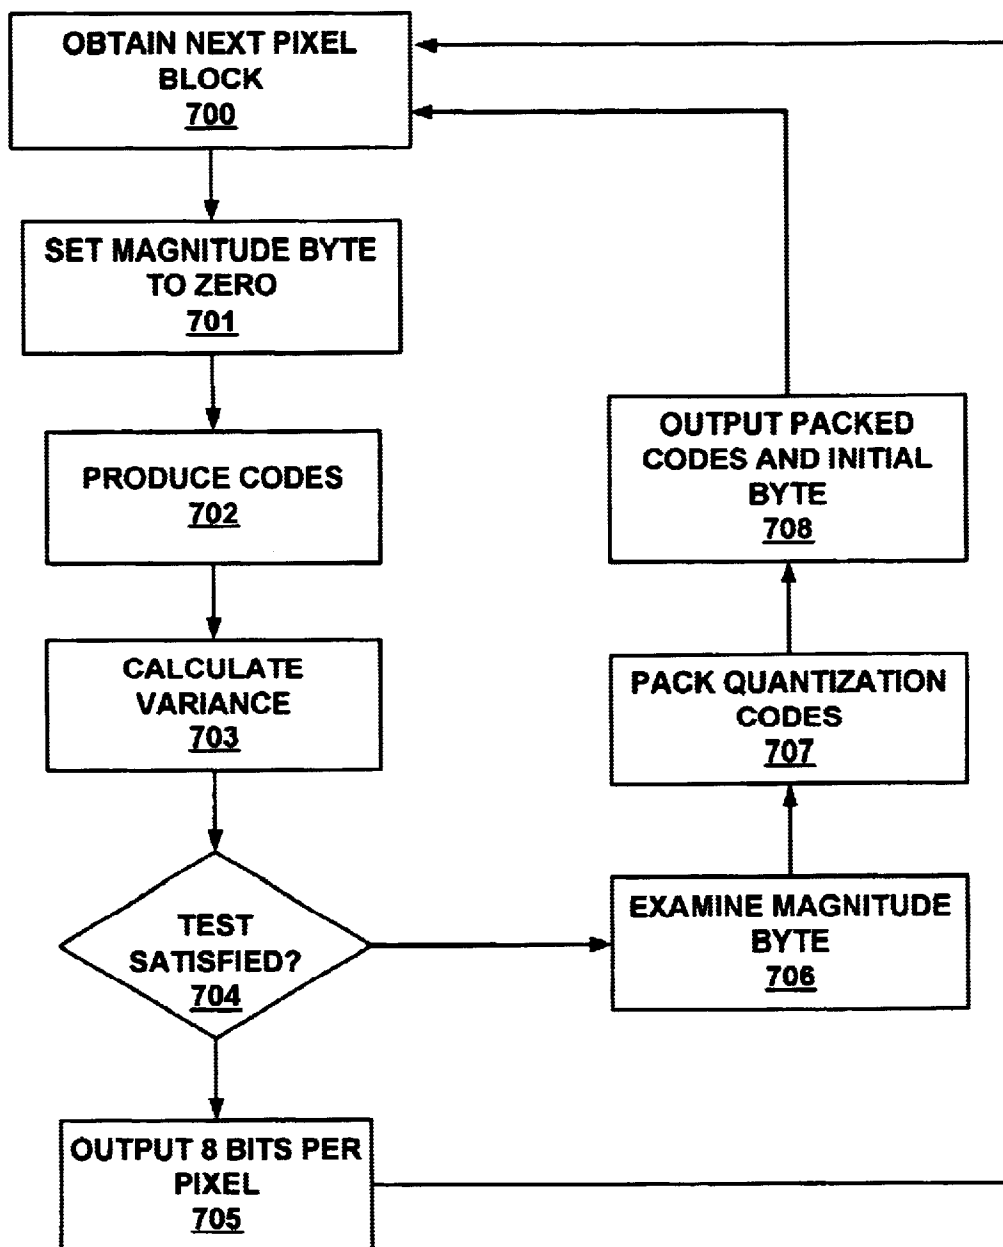 OBTAIN NEXT PIXEL
BLOCK
700
SET MAGNITUDE BYTE
TO ZERO
701
PRODUCE CODES
702
CALCULATE
VARIANCE
703
TEST
SATISFIED?
704
OUTPUT 8 BITS PER
PIXEL
705
EXAMINE MAGNITUDE
BYTE
706
PACK QUANTIZATION
CODES
707
OUTPUT PACKED
CODES AND INITIAL
BYTE
708